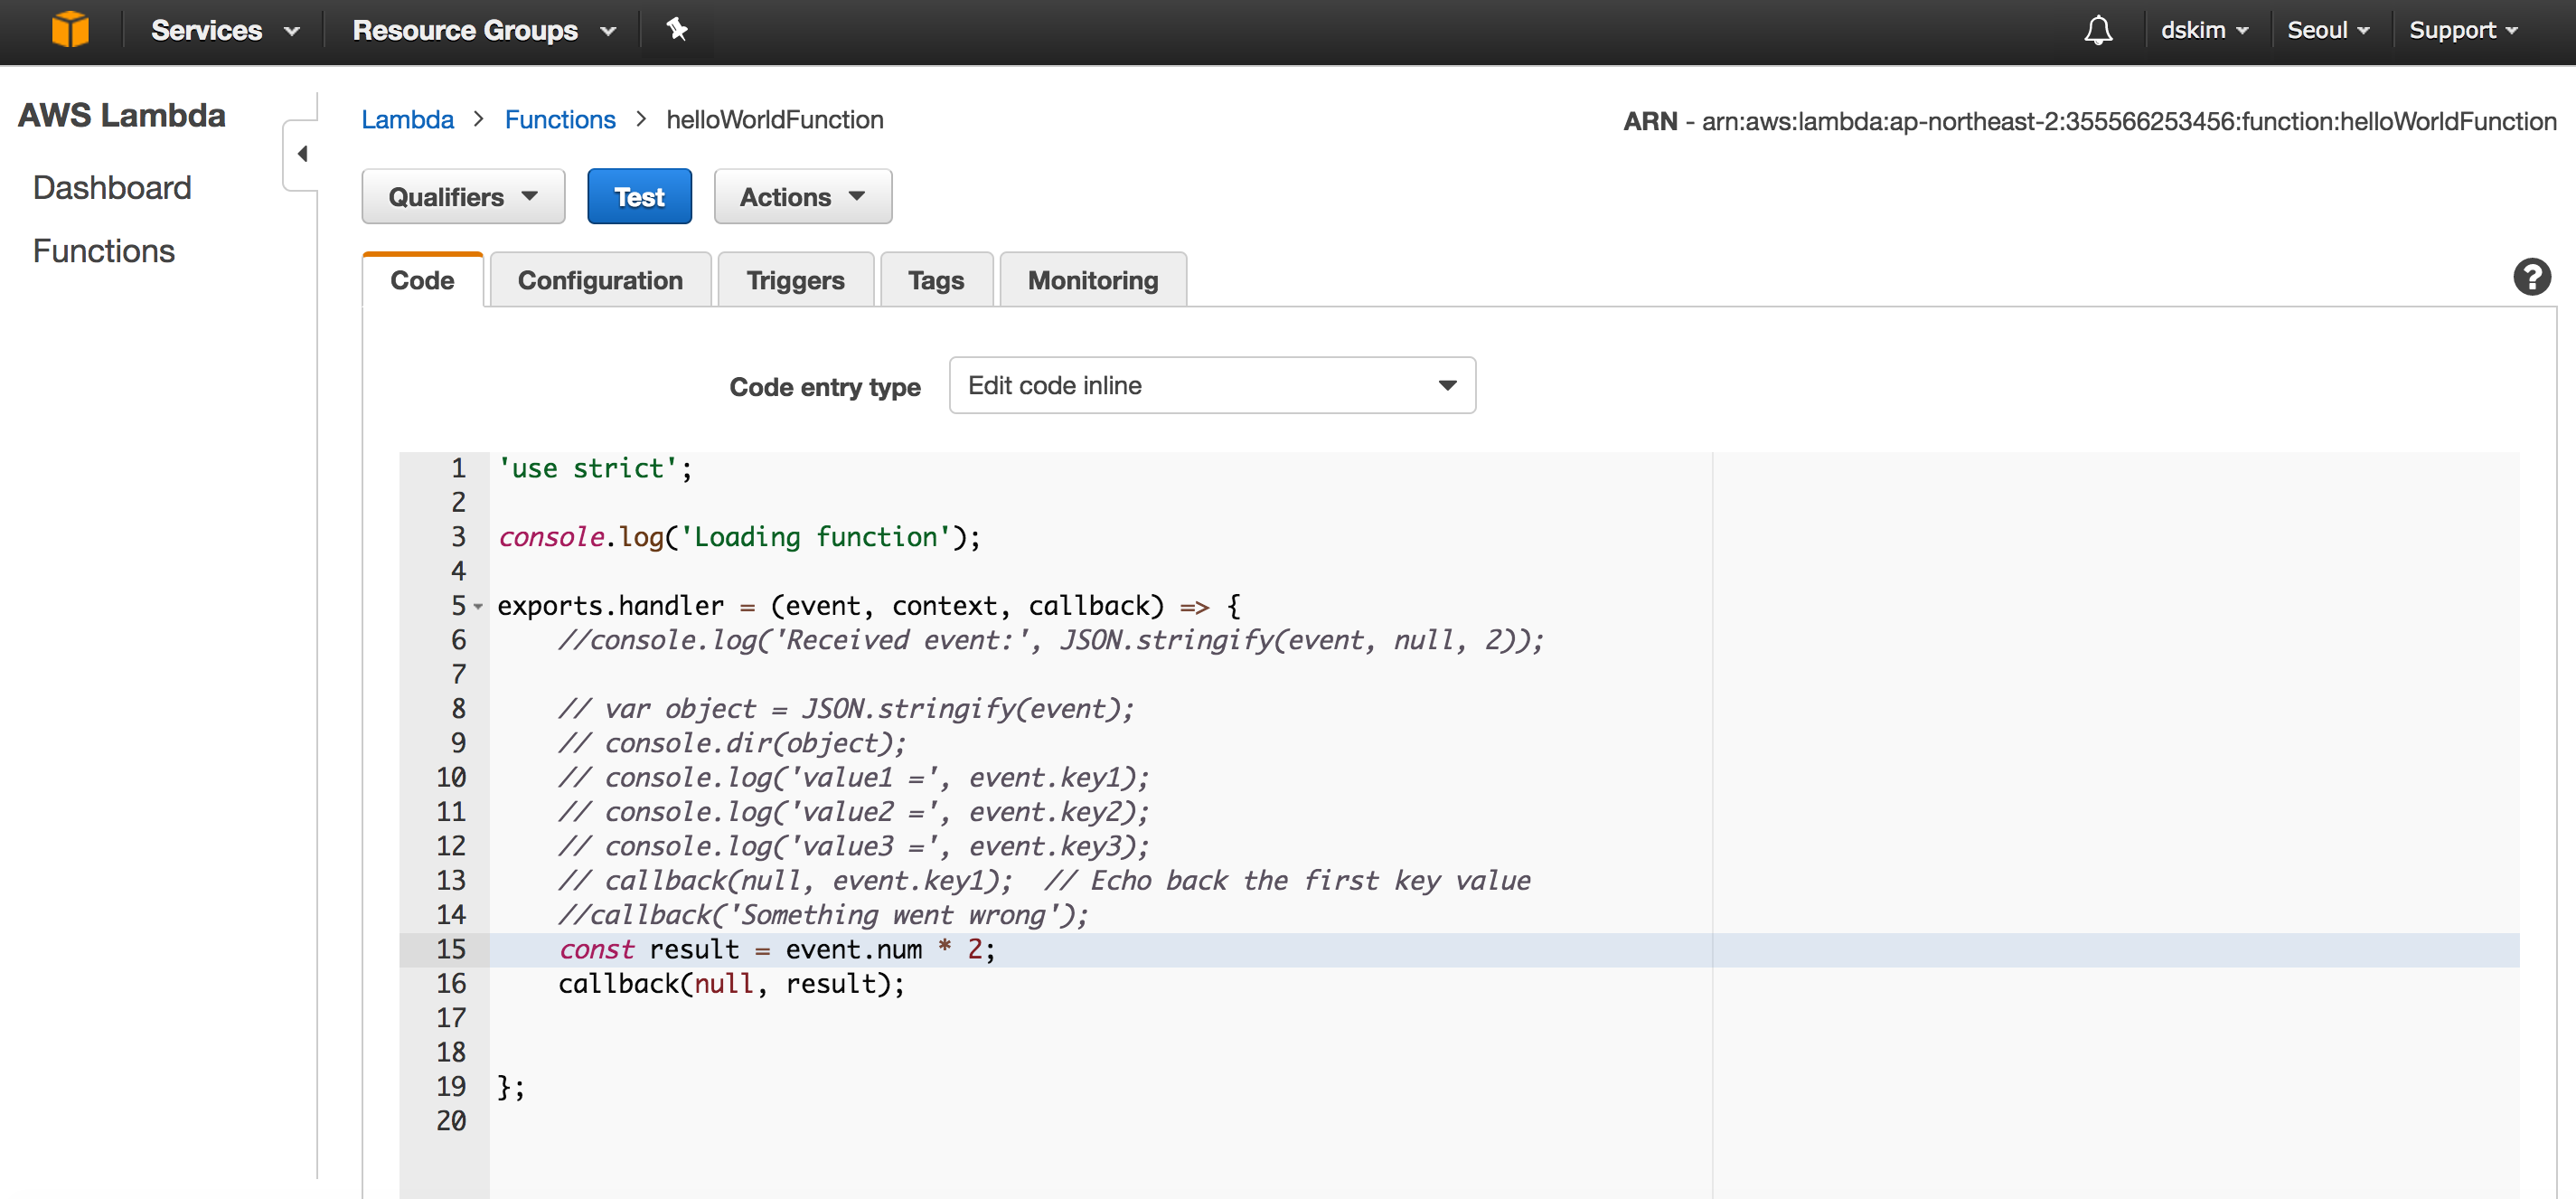 Services Resource Groups dskim Seoul Support
AWS Lambda
Dashboard
Functions
Lambda > Functions > helloWorldFunction
ARN - arn:aws:lambda:ap-northeast-2:355566253456:function:helloWorldFunction
Qualifiers Test Actions
Code Configuration Triggers Tags Monitoring
?
Code entry type Edit code inline
1 'use strict';
2
3 console.log('Loading function');
4
5 exports.handler = (event, context, callback) => {
6     //console.log('Received event:', JSON.stringify(event, null, 2));
7
8     // var object = JSON.stringify(event);
9     // console.dir(object);
10     // console.log('value1 =', event.key1);
11     // console.log('value2 =', event.key2);
12     // console.log('value3 =', event.key3);
13     // callback(null, event.key1);  // Echo back the first key value
14     //callback('Something went wrong');
15     const result = event.num * 2;
16     callback(null, result);
17
18
19 };
20